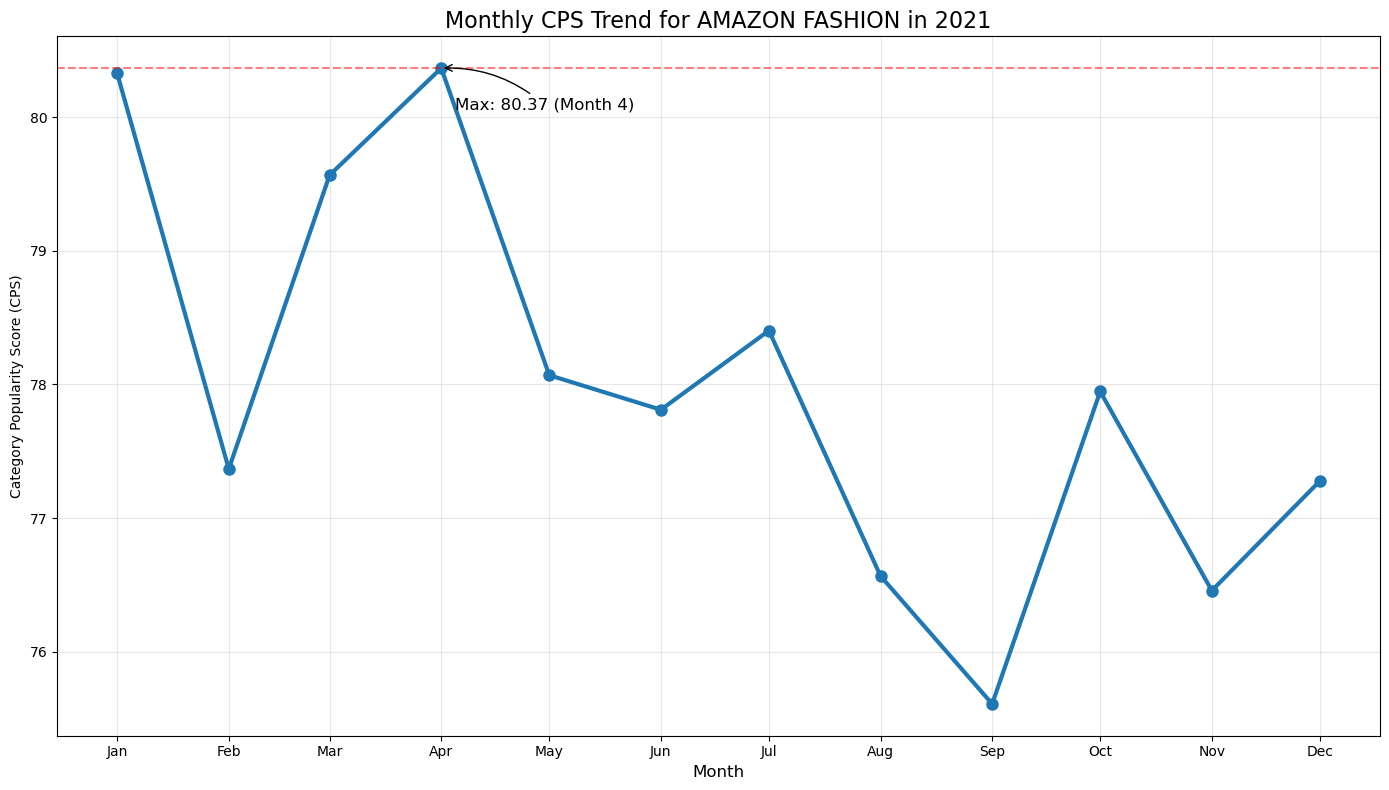 Monthly CPS Trend for AMAZON FASHION in 2021
Category Popularity Score (CPS)
80
79
78
77
76
Max: 80.37 (Month 4)
Jan Feb Mar Apr May Jun Jul Aug Sep Oct Nov Dec
Month